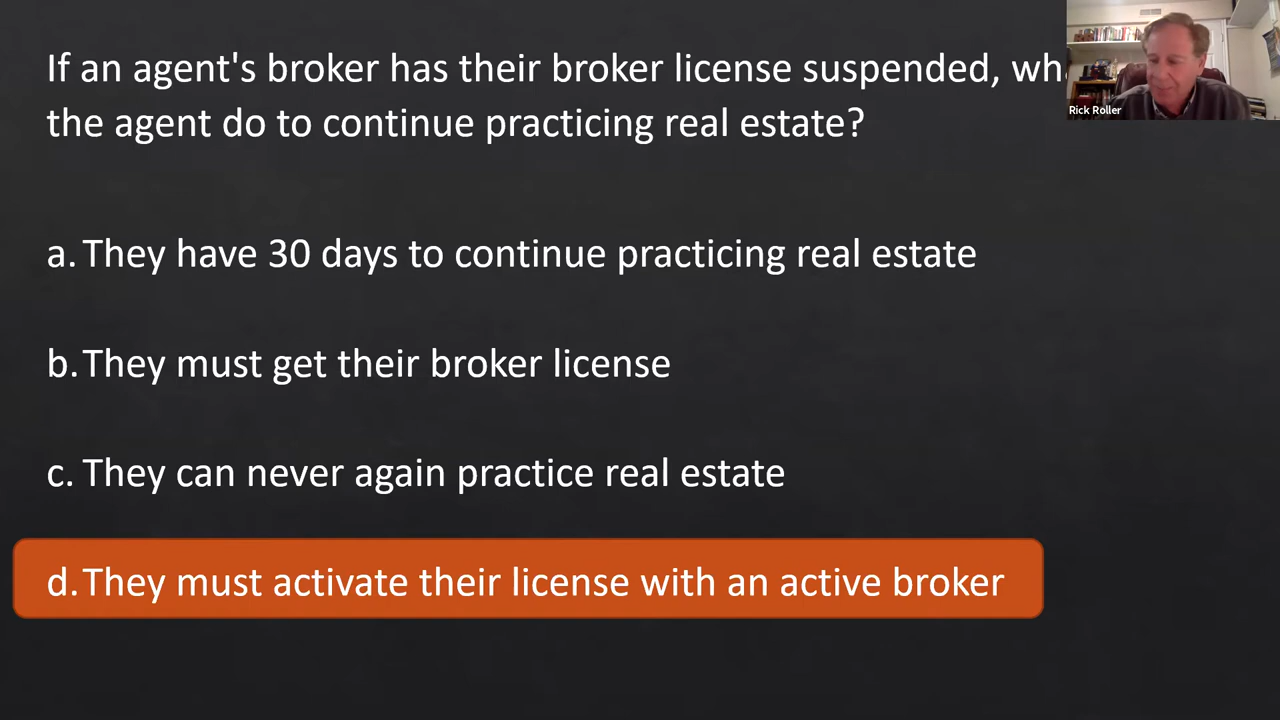 If an agent's broker has their broker license suspended,
the agent do to continue practicing real estate?
a. They have 30 days to continue practicing real estate
b. They must get their broker license
c. They can never again practice real estate
d. They must activate their license with an active broker
Rick Roller